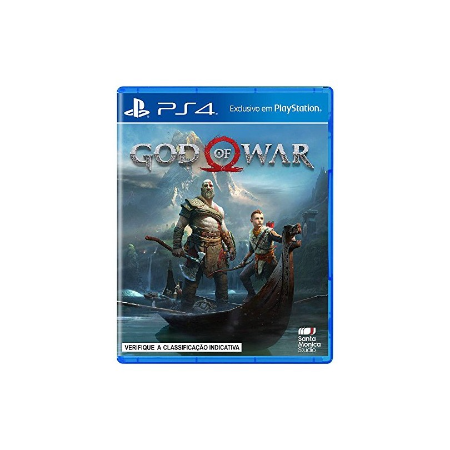 PS4 Exclusivo em PlayStation.
GOD OF WAR
VERIFIQUE A CLASSIFICAÇÃO INDICATIVA
Santa
Monica
Studio